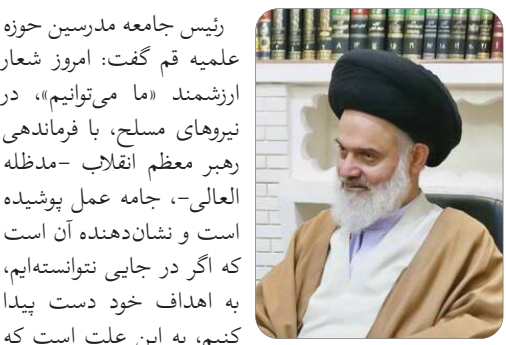 رئیس جامعه مدرسین حوزه
علمیه قم گفت: امروز شعار
ارزشمند «ما می‌توانیم»، در
نیروهای مسلح، با فرماندهی
رهبر معظم انقلاب -مدظله
العالی-، جامه عمل پوشیده
است و نشان‌دهنده آن است
که اگر در جایی نتوانسته‌ایم،
به اهداف خود دست پیدا
کنیم، به این علت است که